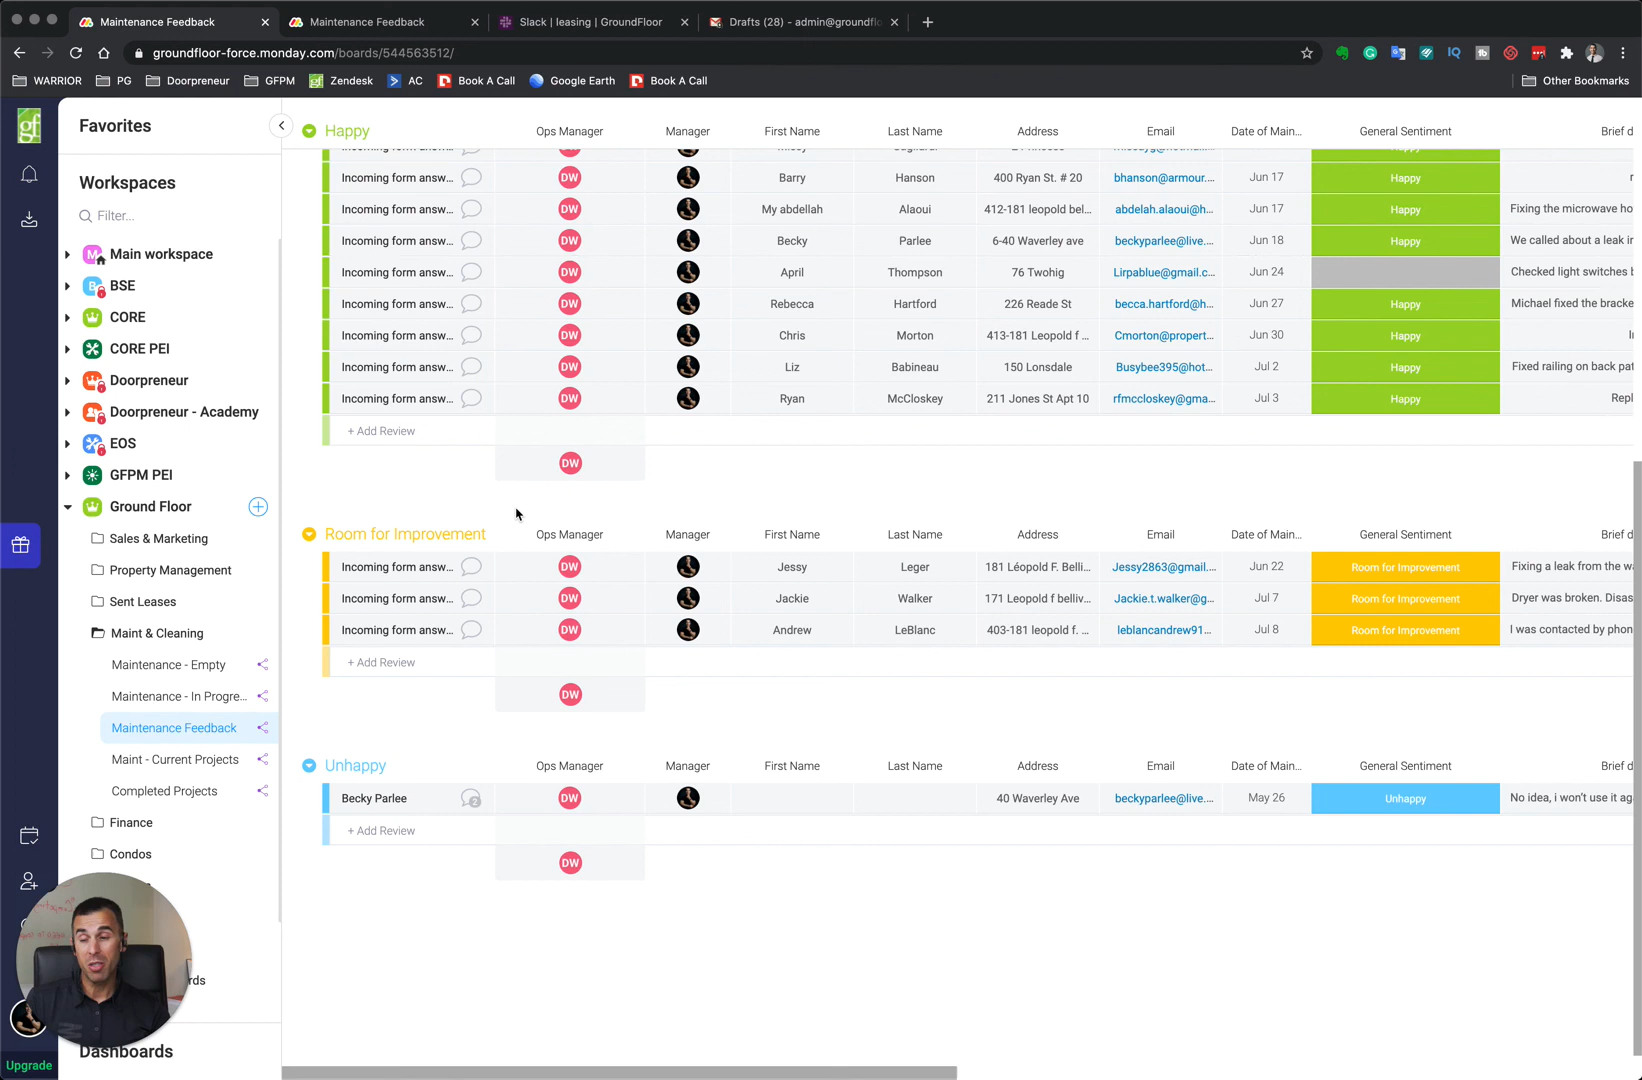 Maintenance Feedback
Maintenance Feedback
Slack | leasing | GroundFloor
Drafts (28) - admin@groundflo
groundfloor-force.monday.com/boards/544563512/
WARRIOR PG Doorpreneur GFPM Zendesk AC Book A Call Google Earth Book A Call Other Bookmarks
Favorites
Workspaces
Filter...
Main workspace
BSE
CORE
CORE PEI
Doorpreneur
Doorpreneur - Academy
EOS
GFPM PEI
Ground Floor
Sales & Marketing
Property Management
Sent Leases
Maint & Cleaning
Maintenance - Empty
Maintenance - In Progre...
Maintenance Feedback
Maint - Current Projects
Completed Projects
Finance
Condos
rds
Dashboards
Upgrade
Happy Ops Manager Manager First Name Last Name Address Email Date of Main... General Sentiment Brief d
Incoming form answ... DW Barry Hanson 400 Ryan St. # 20 bhanson@armour.... Jun 17 Happy
Incoming form answ... DW My abdellah Alaoui 412-181 leopold bel... abdelah.alaoui@h... Jun 17 Happy Fixing the microwave ho
Incoming form answ... DW Becky Parlee 6-40 Waverley ave beckyparlee@live.... Jun 18 Happy We called about a leak ir
Incoming form answ... DW April Thompson 76 Twohig Lirpablue@gmail.c... Jun 24 Checked light switches b
Incoming form answ... DW Rebecca Hartford 226 Reade St becca.hartford@h... Jun 27 Happy Michael fixed the bracke
Incoming form answ... DW Chris Morton 413-181 Leopold f ... Cmorton@propert... Jun 30 Happy
Incoming form answ... DW Liz Babineau 150 Lonsdale Busybee395@hot... Jul 2 Happy Fixed railing on back pat
Incoming form answ... DW Ryan McCloskey 211 Jones St Apt 10 rfmccloskey@gma... Jul 3 Happy Repl
+ Add Review
DW
Room for Improvement Ops Manager Manager First Name Last Name Address Email Date of Main... General Sentiment Brief d
Incoming form answ... DW Jessy Leger 181 Léopold F. Belli... Jessy2863@gmail.... Jun 22 Room for Improvement Fixing a leak from the wa
Incoming form answ... DW Jackie Walker 171 Leopold f belliv... Jackie.t.walker@g... Jul 7 Room for Improvement Dryer was broken. Disas
Incoming form answ... DW Andrew LeBlanc 403-181 leopold f. ... leblancandrew91... Jul 8 Room for Improvement I was contacted by phon
+ Add Review
DW
Unhappy Ops Manager Manager First Name Last Name Address Email Date of Main... General Sentiment Brief d
Becky Parlee 2 DW 40 Waverley Ave beckyparlee@live.... May 26 Unhappy No idea, i won't use it aga
+ Add Review
DW